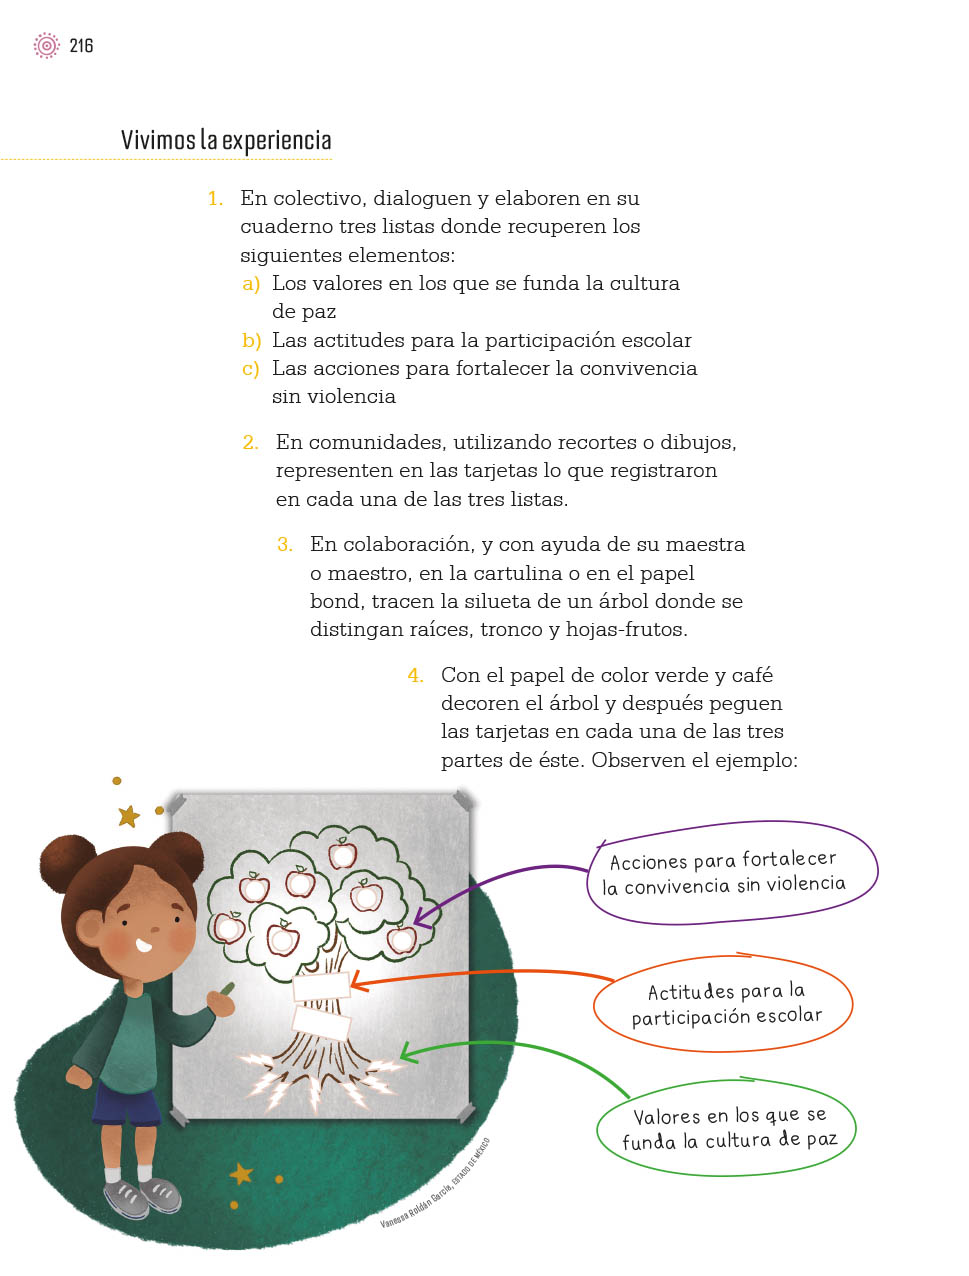 216
Vivimos la experiencia
1. En colectivo, dialoguen y elaboren en su
cuaderno tres listas donde recuperen los
siguientes elementos:
a) Los valores en los que se funda la cultura
de paz
b) Las actitudes para la participación escolar
c) Las acciones para fortalecer la convivencia
sin violencia
2. En comunidades, utilizando recortes o dibujos,
representen en las tarjetas lo que registraron
en cada una de las tres listas.
3. En colaboración, y con ayuda de su maestra
o maestro, en la cartulina o en el papel
bond, tracen la silueta de un árbol donde se
distingan raíces, tronco y hojas-frutos.
4. Con el papel de color verde y café
decoren el árbol y después peguen
las tarjetas en cada una de las tres
partes de éste. Observen el ejemplo:
Acciones para fortalecer
la convivencia sin violencia
Actitudes para la
participación escolar
Valores en los que se
funda la cultura de paz
Vanessa Roldán García, ESTADO DE MÉXICO